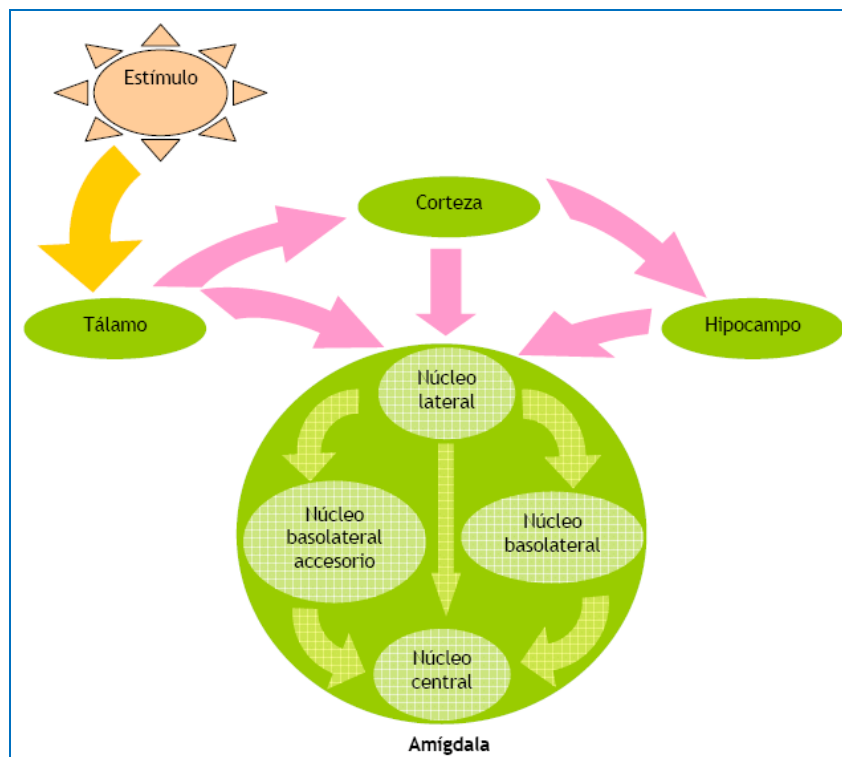 Estímulo
Corteza
Tálamo
Hipocampo
Núcleo
lateral
Núcleo
basolateral
accesorio
Núcleo
basolateral
Núcleo
central
Amígdala